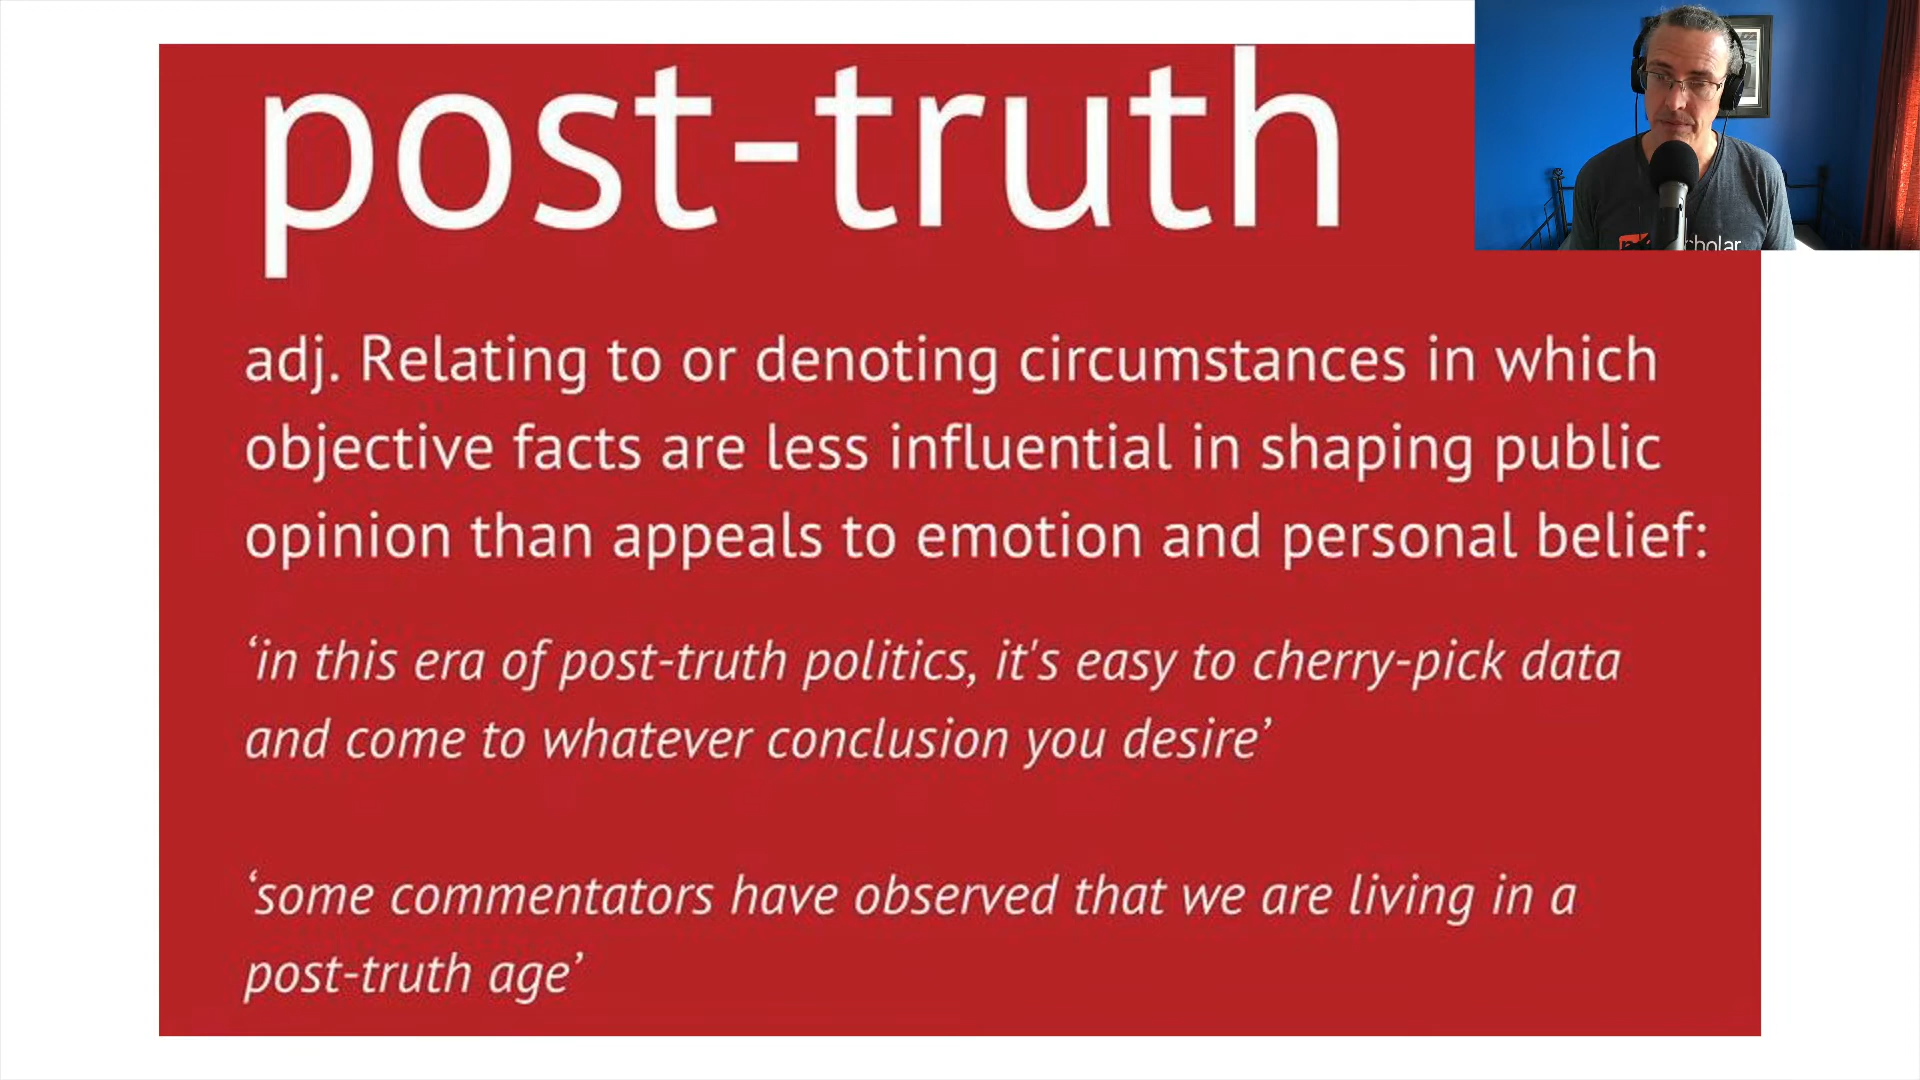 post-truth
adj. Relating to or denoting circumstances in which
objective facts are less influential in shaping public
opinion than appeals to emotion and personal belief:
‘in this era of post-truth politics, it's easy to cherry-pick data
and come to whatever conclusion you desire’
‘some commentators have observed that we are living in a
post-truth age’